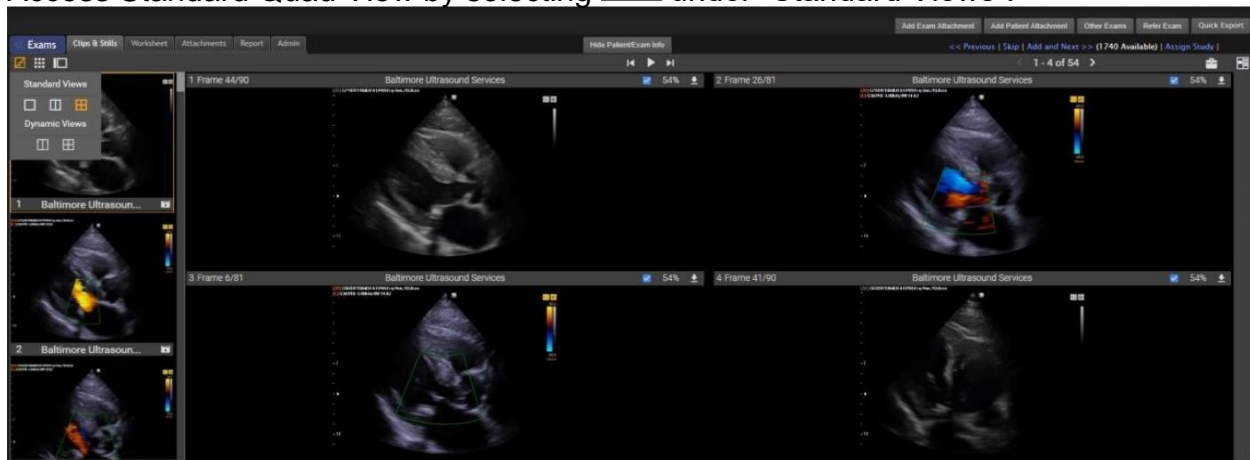 Access Standard Quad View by selecting under "Standard Views".
Add Exam Attachment Add Patient Attachment Other Exams Refer Exam Quick Export
Exams Clips & Stills Worksheet Attachments Report Admin Hide Patient/Exam Info << Previous | Skip | Add and Next >> (1740 Available) | Assign Study |
1 - 4 of 54
Standard Views
Dynamic Views
1 Frame 44/90 Baltimore Ultrasound Services 54%
2 Frame 26/81 Baltimore Ultrasound Services 54%
1 Baltimore Ultrasoun...
3 Frame 6/81 Baltimore Ultrasound Services 54%
4 Frame 41/90 Baltimore Ultrasound Services 54%
2 Baltimore Ultrasoun...